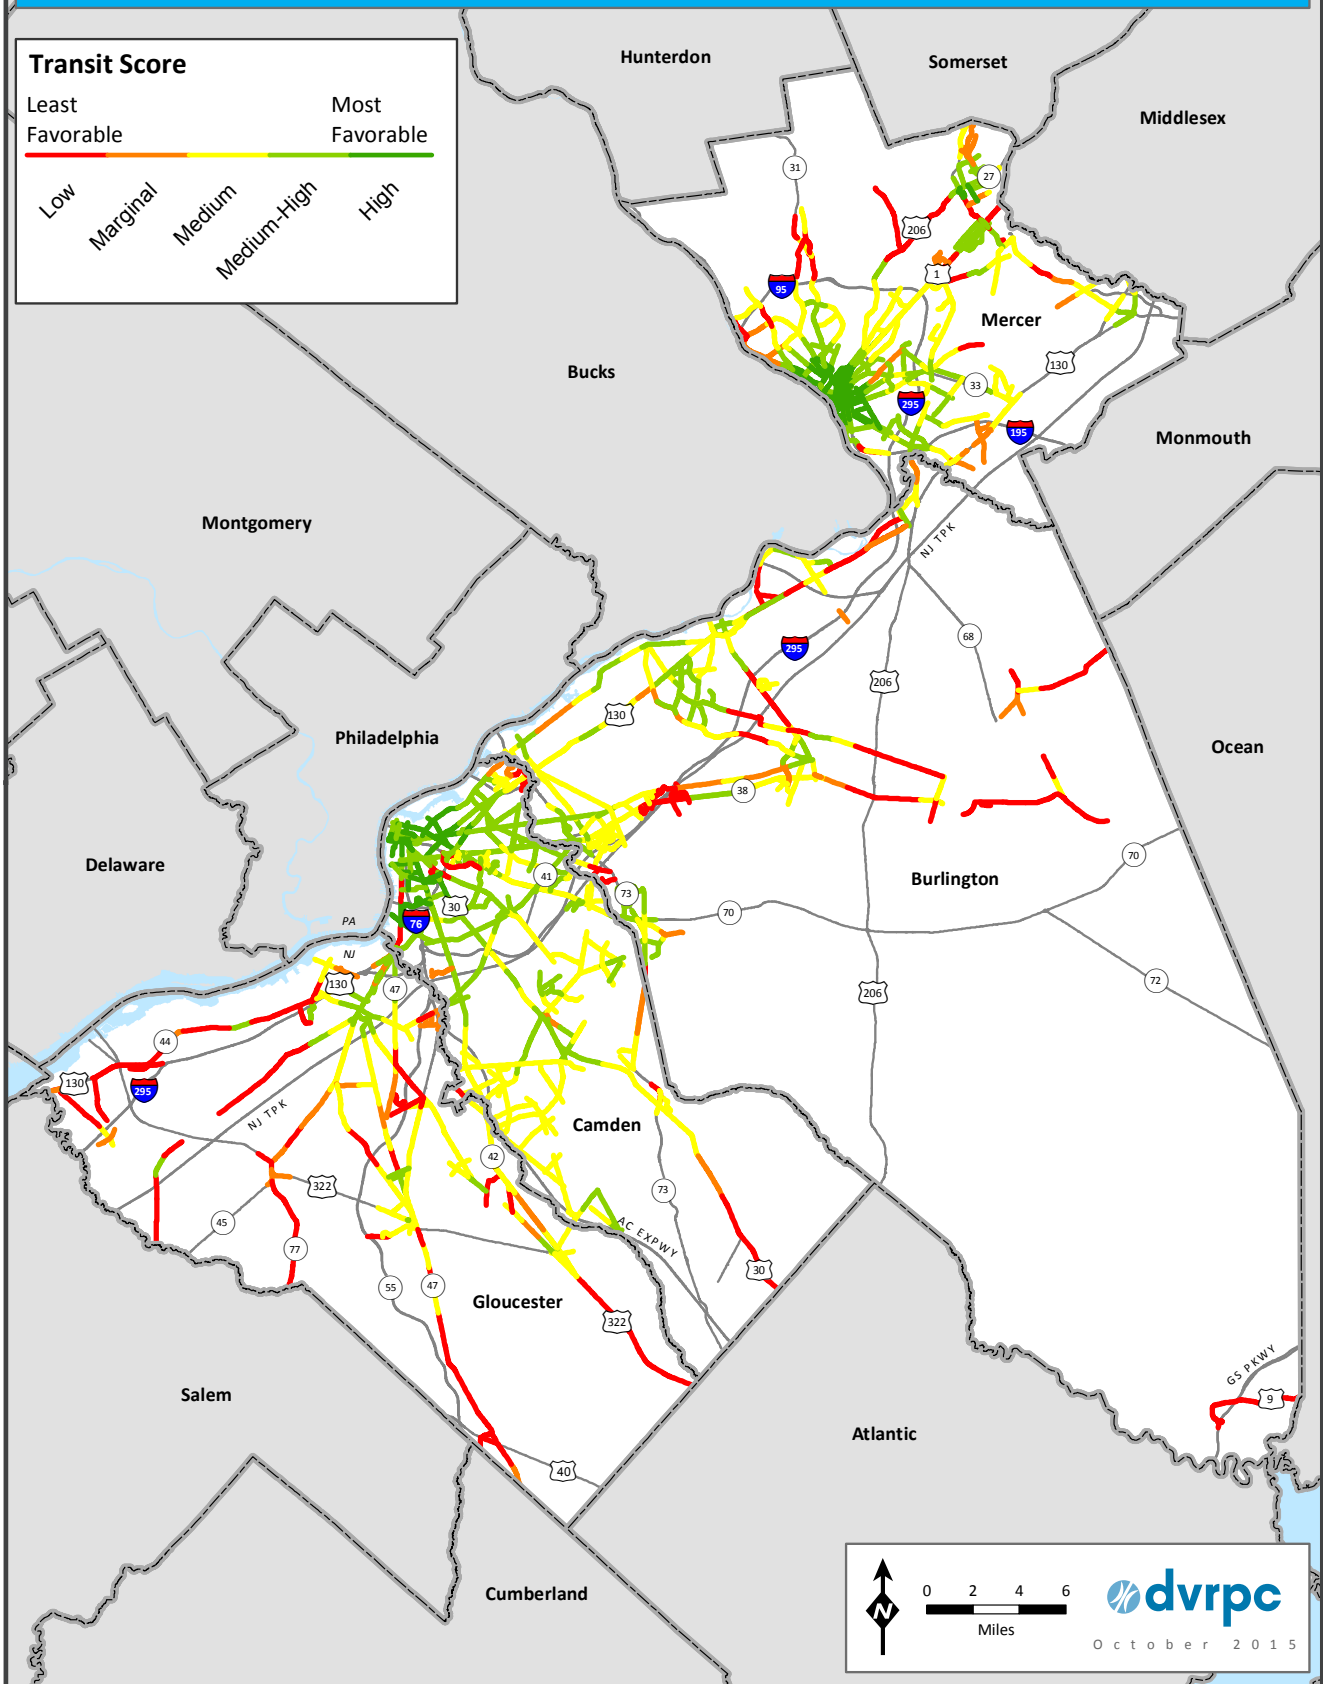 Transit Score
Least
Favorable
Most
Favorable
Low
Marginal
Medium
Medium-High
High
Hunterdon
Somerset
Middlesex
31
27
206
1
95
Mercer
130
Bucks
33
295
195
Monmouth
Montgomery
NJ TPK
68
295
206
130
Philadelphia
Ocean
38
70
Delaware
41
Burlington
73
30
70
76
PA
NJ
130
47
206
72
44
130
295
NJ TPK
Camden
42
322
73
45
AC EXPWY
77
30
55
47
Gloucester
322
GS PKWY
9
Salem
Atlantic
40
Cumberland
N
0 2 4 6
Miles
dvrpc
October 2015